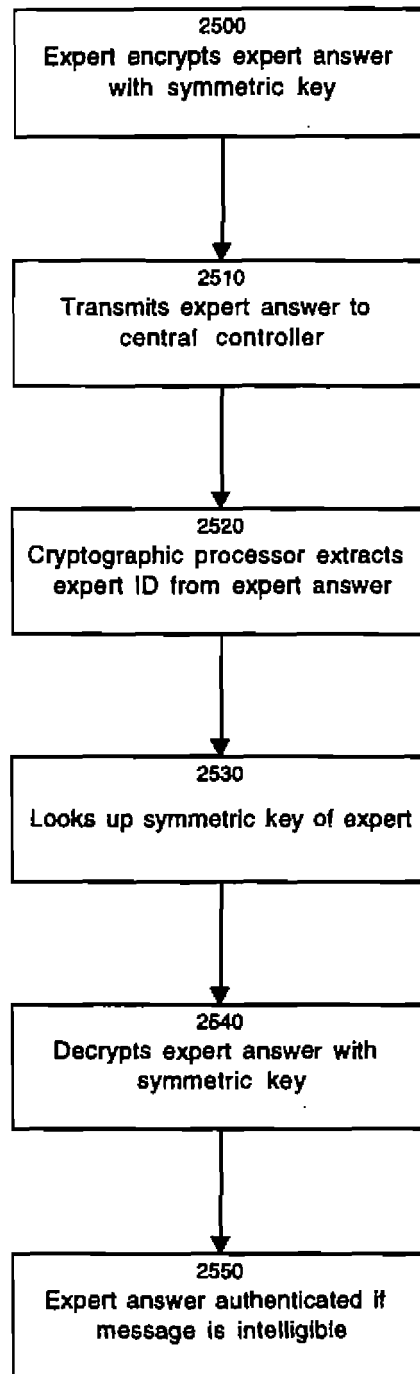 2500
Expert encrypts expert answer
with symmetric key
2510
Transmits expert answer to
central controller
2520
Cryptographic processor extracts
expert ID from expert answer
2530
Looks up symmetric key of expert
2540
Decrypts expert answer with
symmetric key
2550
Expert answer authenticated if
message is intelligible